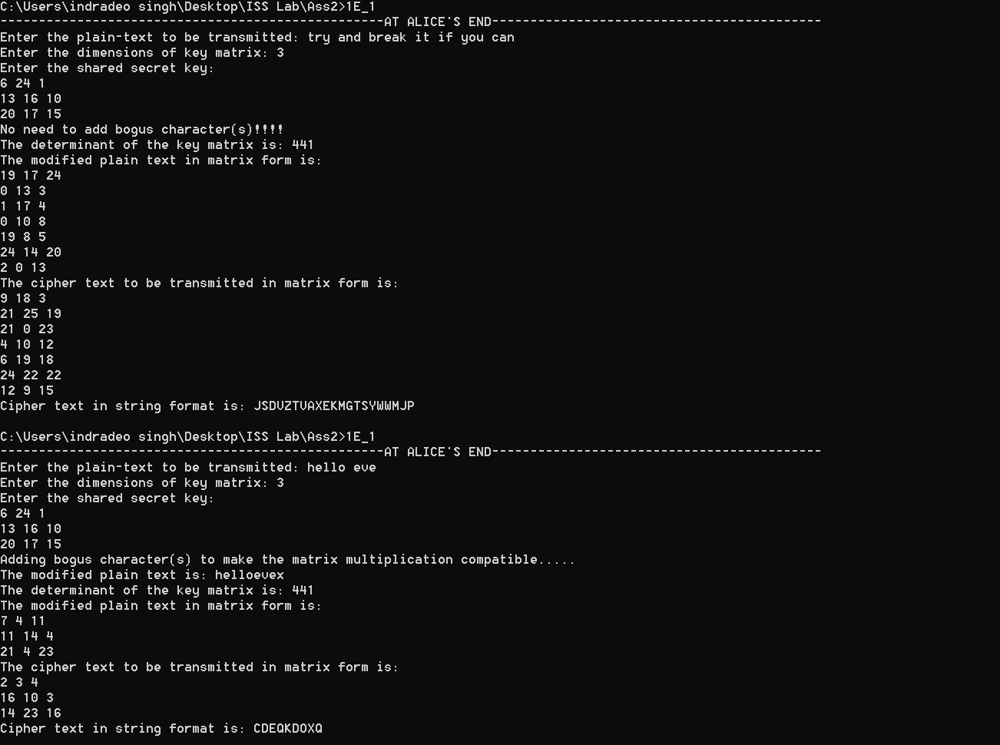 C:\Users\indradeo singh\Desktop\ISS Lab\Ass2>1E_1
--------------------------------------------------AT ALICE'S END-------------------------------------------
Enter the plain-text to be transmitted: try and break it if you can
Enter the dimensions of key matrix: 3
Enter the shared secret key:
6 24 1
13 16 10
20 17 15
No need to add bogus character(s)!!!!
The determinant of the key matrix is: 441
The modified plain text in matrix form is:
19 17 24
0 13 3
1 17 4
0 10 8
19 8 5
24 14 20
2 0 13
The cipher text to be transmitted in matrix form is:
9 18 3
21 25 19
21 0 23
4 10 12
6 19 18
24 22 22
12 9 15
Cipher text in string format is: JSDVZTVAXEKMGTSYWWMJP
C:\Users\indradeo singh\Desktop\ISS Lab\Ass2>1E_1
--------------------------------------------------AT ALICE'S END-------------------------------------------
Enter the plain-text to be transmitted: hello eve
Enter the dimensions of key matrix: 3
Enter the shared secret key:
6 24 1
13 16 10
20 17 15
Adding bogus character(s) to make the matrix multiplication compatible.....
The modified plain text is: helloevex
The determinant of the key matrix is: 441
The modified plain text in matrix form is:
7 4 11
11 14 4
21 4 23
The cipher text to be transmitted in matrix form is:
2 3 4
16 10 3
14 23 16
Cipher text in string format is: CDEQKDOXQ